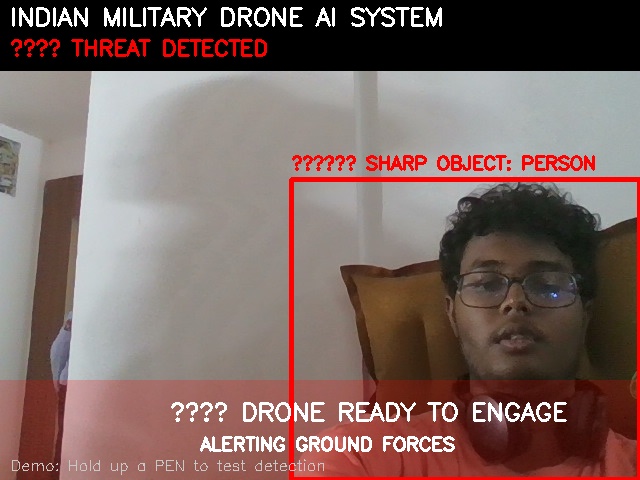 INDIAN MILITARY DRONE AI SYSTEM
???? THREAT DETECTED
?????? SHARP OBJECT: PERSON
???? DRONE READY TO ENGAGE
ALERTING GROUND FORCES
Demo: Hold up a PEN to test detection